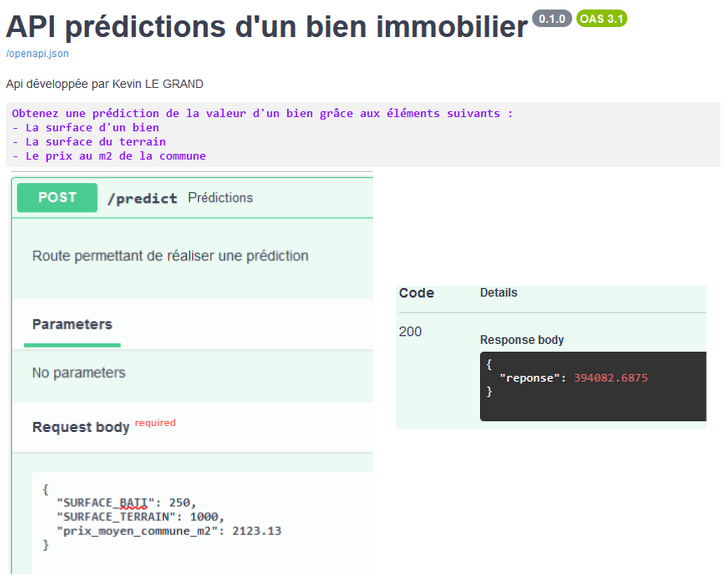 API prédictions d'un bien immobilier 0.1.0 OAS 3.1
/openapi.json
Api développée par Kevin LE GRAND
Obtenez une prédiction de la valeur d'un bien grâce aux éléments suivants :
- La surface d'un bien
- La surface du terrain
- Le prix au m2 de la commune
POST /predict Prédictions
Route permettant de réaliser une prédiction
Parameters
No parameters
Request body required
{
"SURFACE_BATI": 250,
"SURFACE_TERRAIN": 1000,
"prix_moyen_commune_m2": 2123.13
}
Code Details
200
Response body
{
"reponse": 394082.6875
}